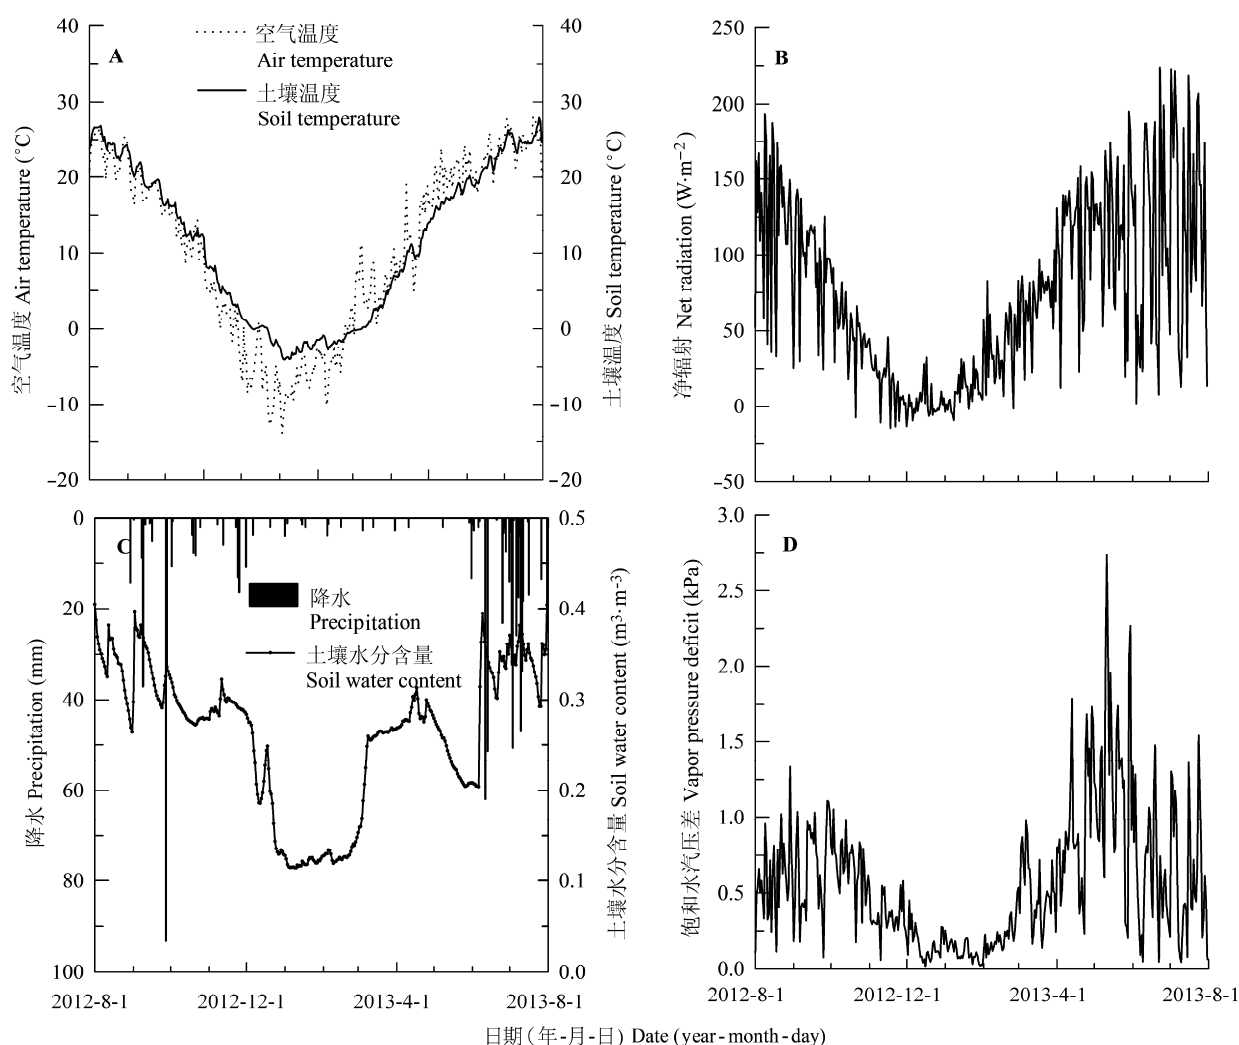 A
空气温度
Air temperature
土壤温度
Soil temperature
40
30
20
10
0
-10
-20
空气温度 Air temperature (°C)
40
30
20
10
0
-10
-20
土壤温度 Soil temperature (°C)
B
250
200
150
100
50
0
-50
净辐射 Net radiation (W·m⁻²)
C
降水
Precipitation
土壤水分含量
Soil water content
0
20
40
60
80
100
降水 Precipitation (mm)
0.5
0.4
0.3
0.2
0.1
0.0
土壤水分含量 Soil water content (m³·m⁻³)
2012-8-1
2012-12-1
2013-4-1
2013-8-1
D
3.0
2.5
2.0
1.5
1.0
0.5
0.0
饱和水汽压差 Vapor pressure deficit (kPa)
2012-8-1
2012-12-1
2013-4-1
2013-8-1
日期 (年-月-日) Date (year-month-day)